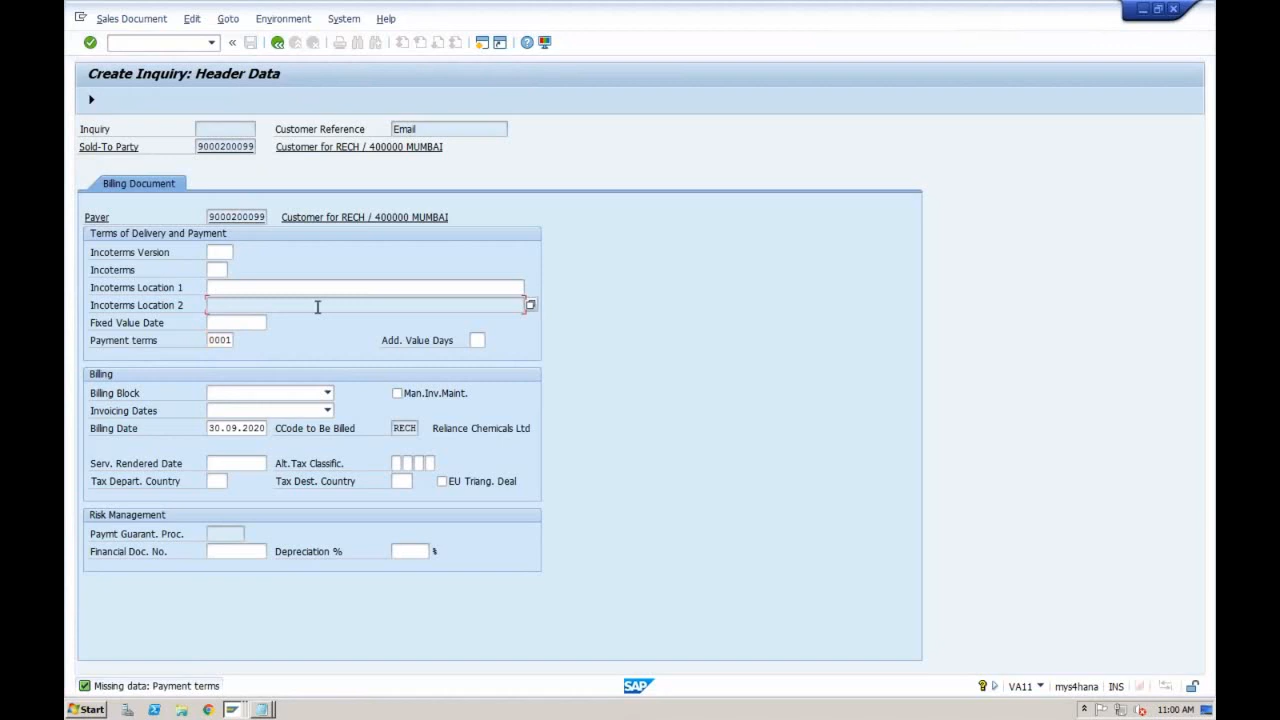 Sales Document Edit Goto Environment System Help
Create Inquiry: Header Data
Inquiry Customer Reference Email
Sold-To Party 9000200099 Customer for RECH / 400000 MUMBAI
Billing Document
Payer 9000200099 Customer for RECH / 400000 MUMBAI
Terms of Delivery and Payment
Incoterms Version
Incoterms
Incoterms Location 1
Incoterms Location 2
Fixed Value Date
Payment terms 0001 Add. Value Days
Billing
Billing Block Man.Inv.Maint.
Invoicing Dates
Billing Date 30.09.2020 CCode to Be Billed RECH Reliance Chemicals Ltd
Serv. Rendered Date Alt.Tax Classific.
Tax Depart. Country Tax Dest. Country EU Triang. Deal
Risk Management
Paymt Guarant. Proc.
Financial Doc. No. Depreciation % %
Missing data: Payment terms SAP VA11 mys4hana INS
Start 11:00 AM